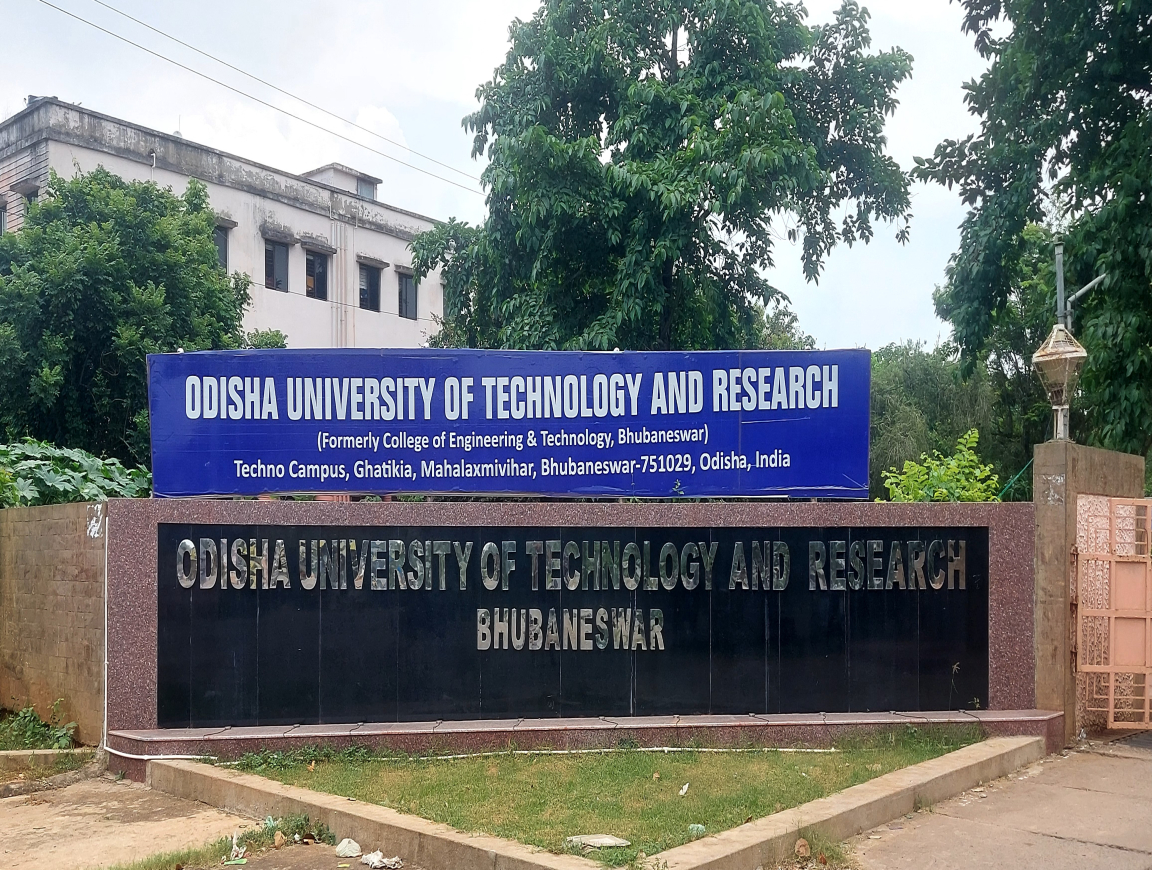 ODISHA UNIVERSITY OF TECHNOLOGY AND RESEARCH
(Formerly College of Engineering & Technology, Bhubaneswar)
Techno Campus, Ghatikia, Mahalaxmivihar, Bhubaneswar-751029, Odisha, India
ODISHA UNIVERSITY OF TECHNOLOGY AND RESEARCH
BHUBANESWAR